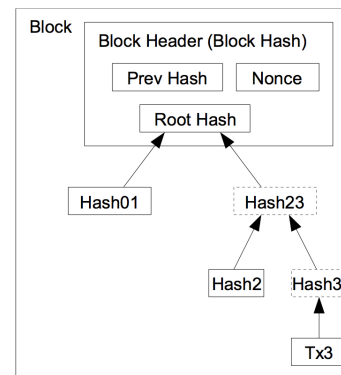 Block
Block Header (Block Hash)
Prev Hash
Nonce
Root Hash
Hash01
Hash23
Hash2
Hash3
Tx3